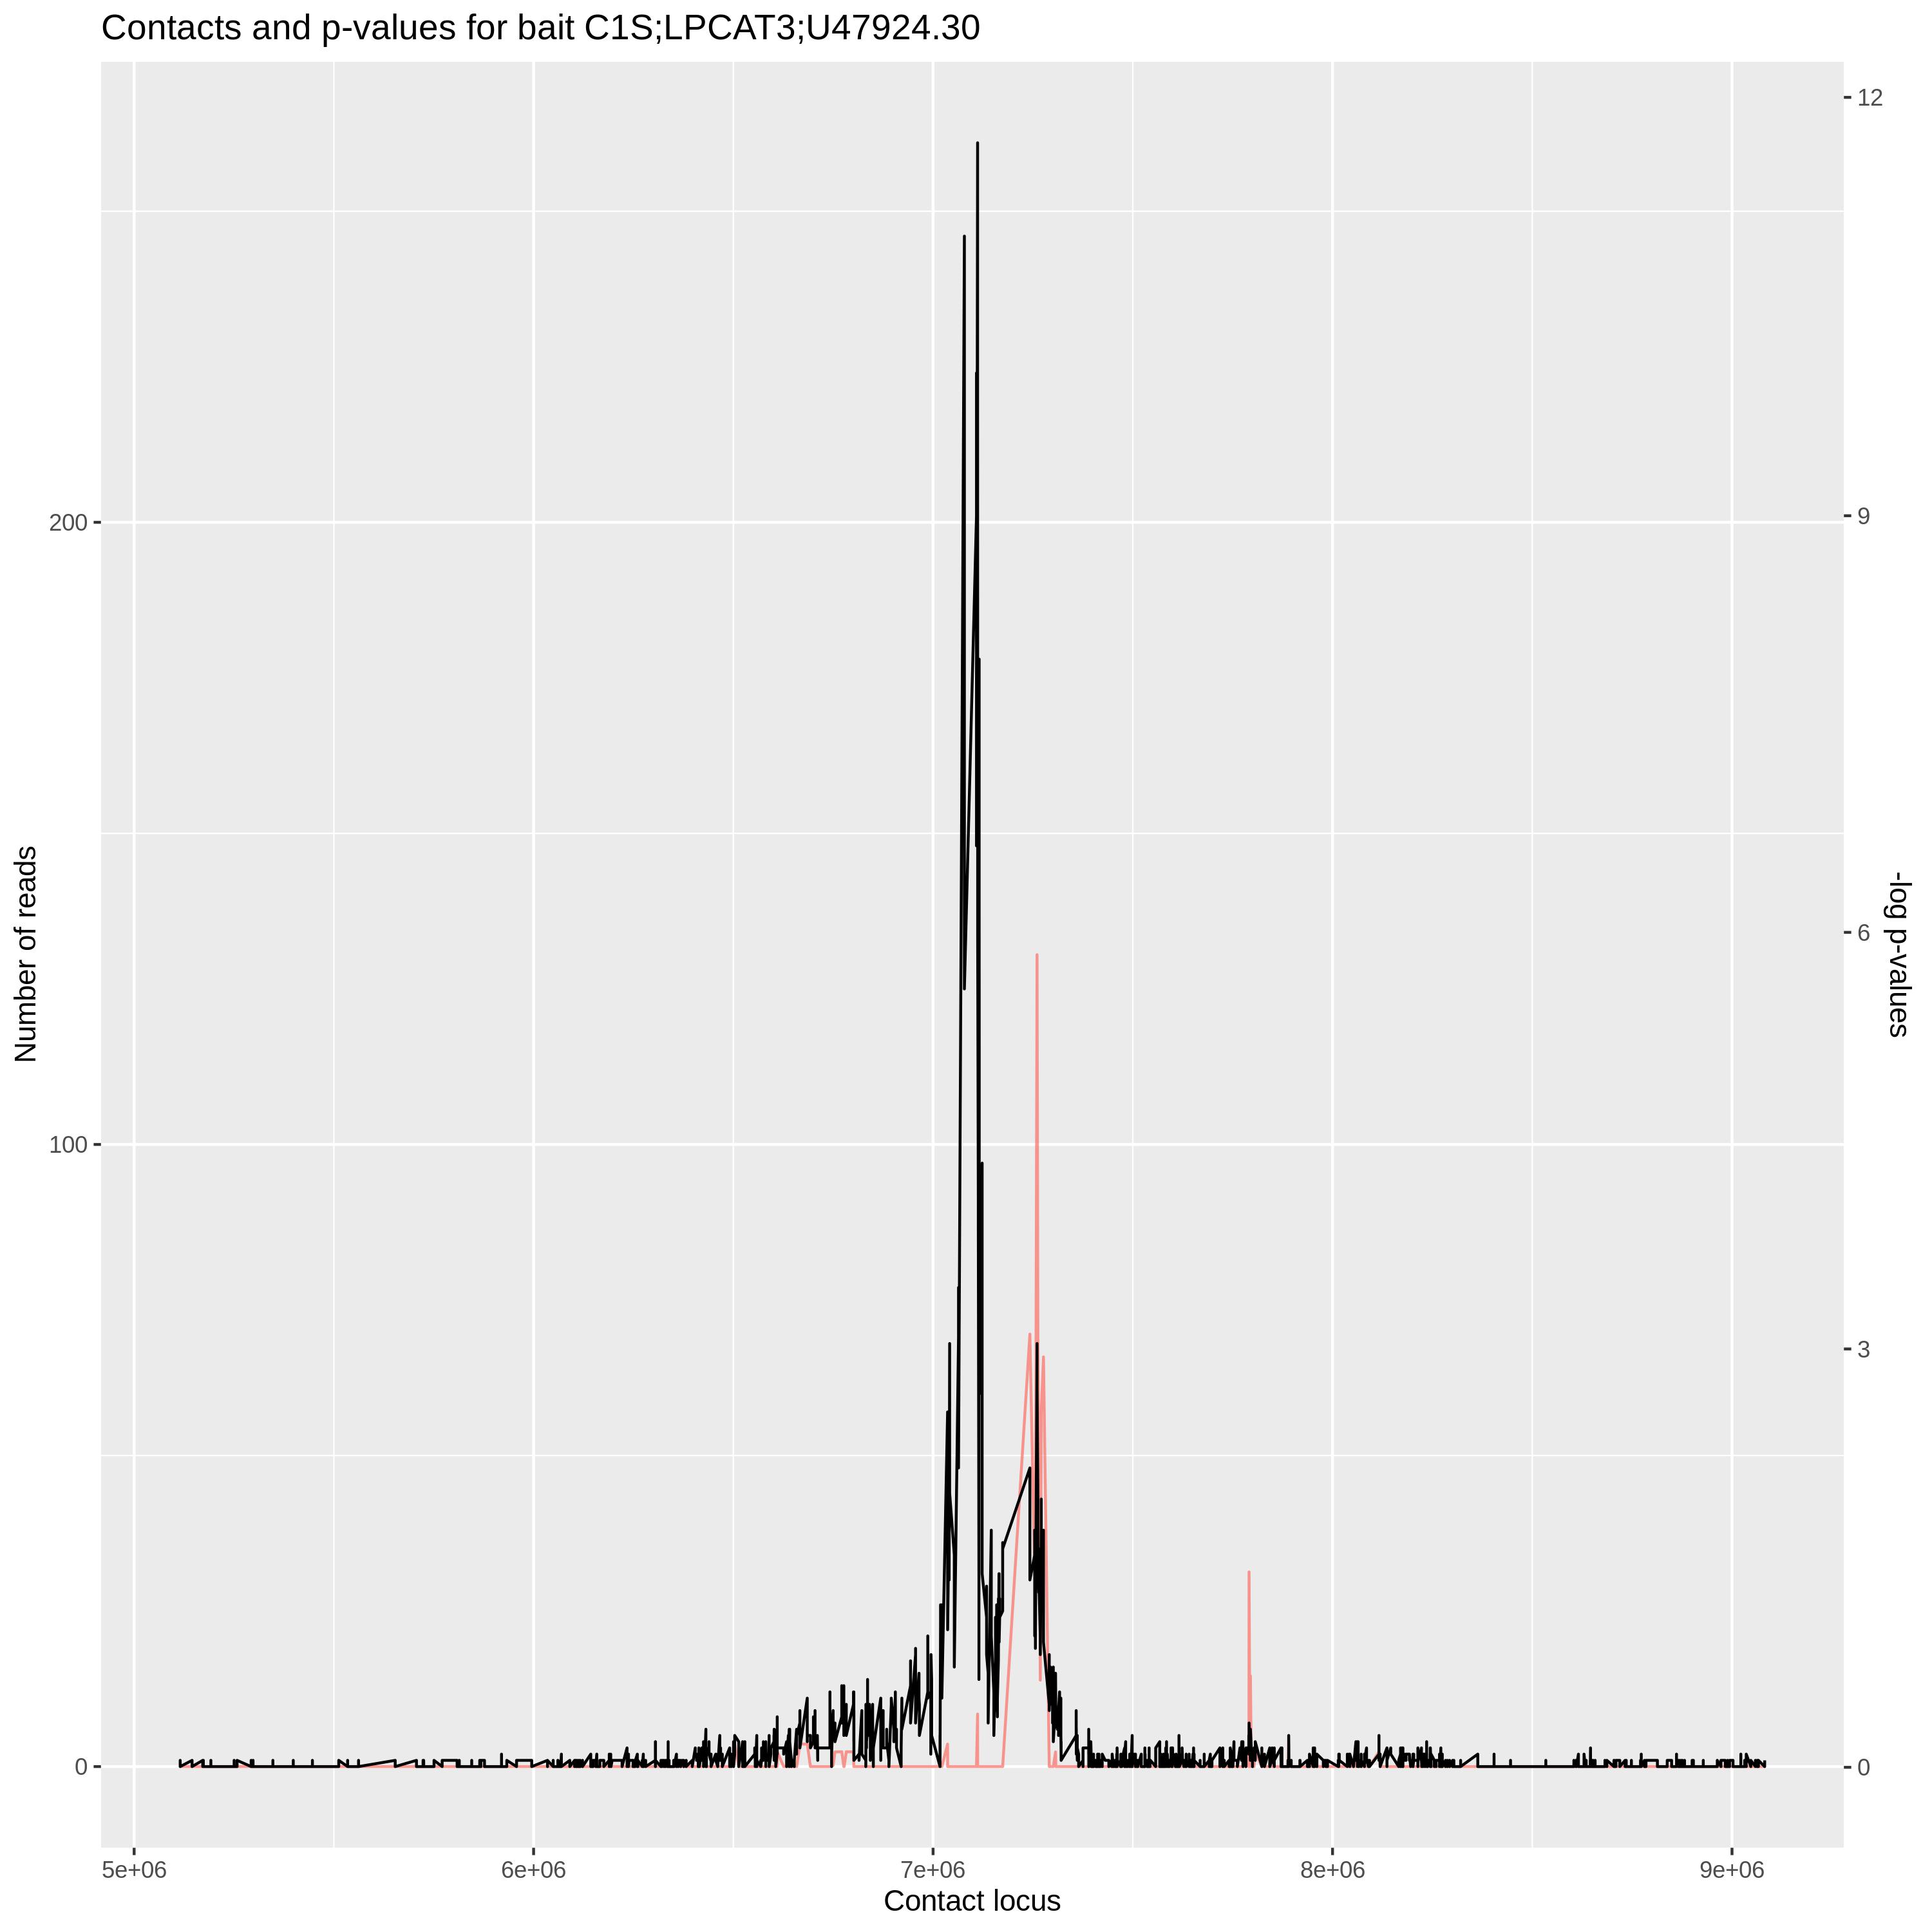 Contacts and p-values for bait C1S;LPCAT3;U47924.30
12
200
9
Number of reads
-log p-values
6
100
3
0
0
5e+06 6e+06 7e+06 8e+06 9e+06
Contact locus